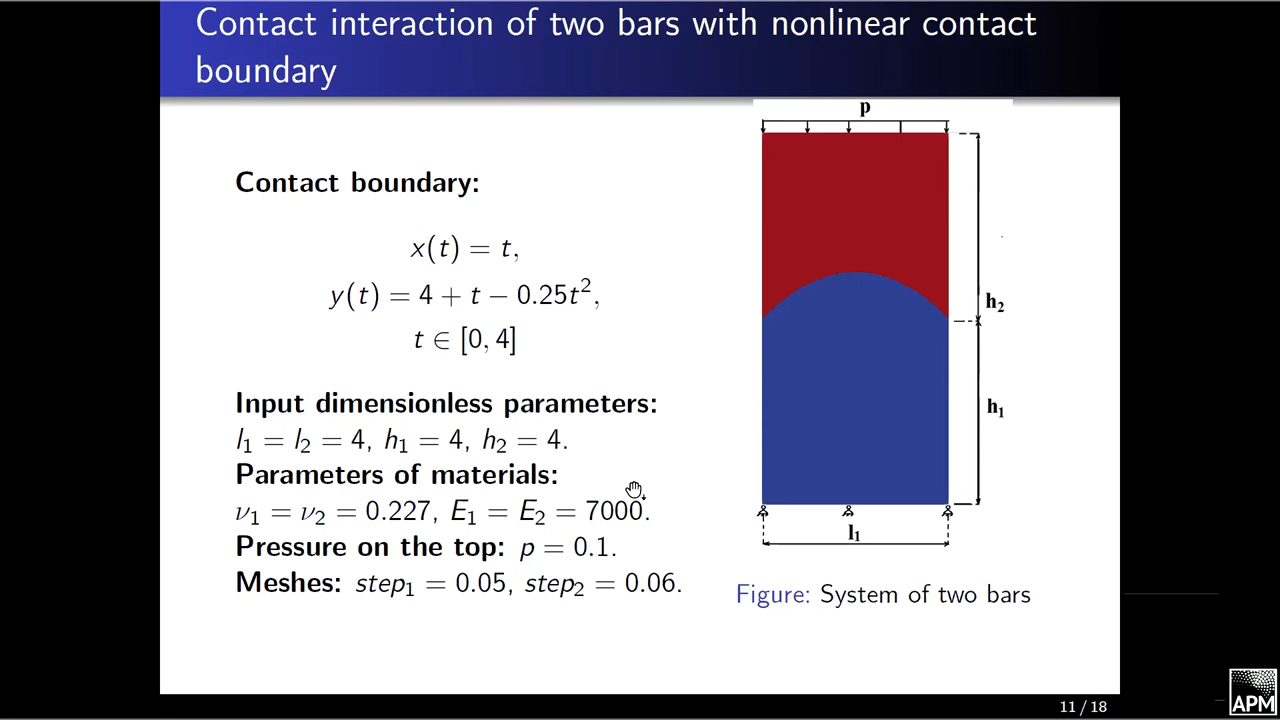 Contact interaction of two bars with nonlinear contact
boundary
Contact boundary:
x(t) = t,
y(t) = 4 + t − 0.25t²,
t ∈ [0, 4]
Input dimensionless parameters:
l₁ = l₂ = 4, h₁ = 4, h₂ = 4.
Parameters of materials:
ν₁ = ν₂ = 0.227, E₁ = E₂ = 7000.
Pressure on the top: p = 0.1.
Meshes: step₁ = 0.05, step₂ = 0.06.
p
h₂
h₁
l₁
Figure: System of two bars
11 / 18
APM